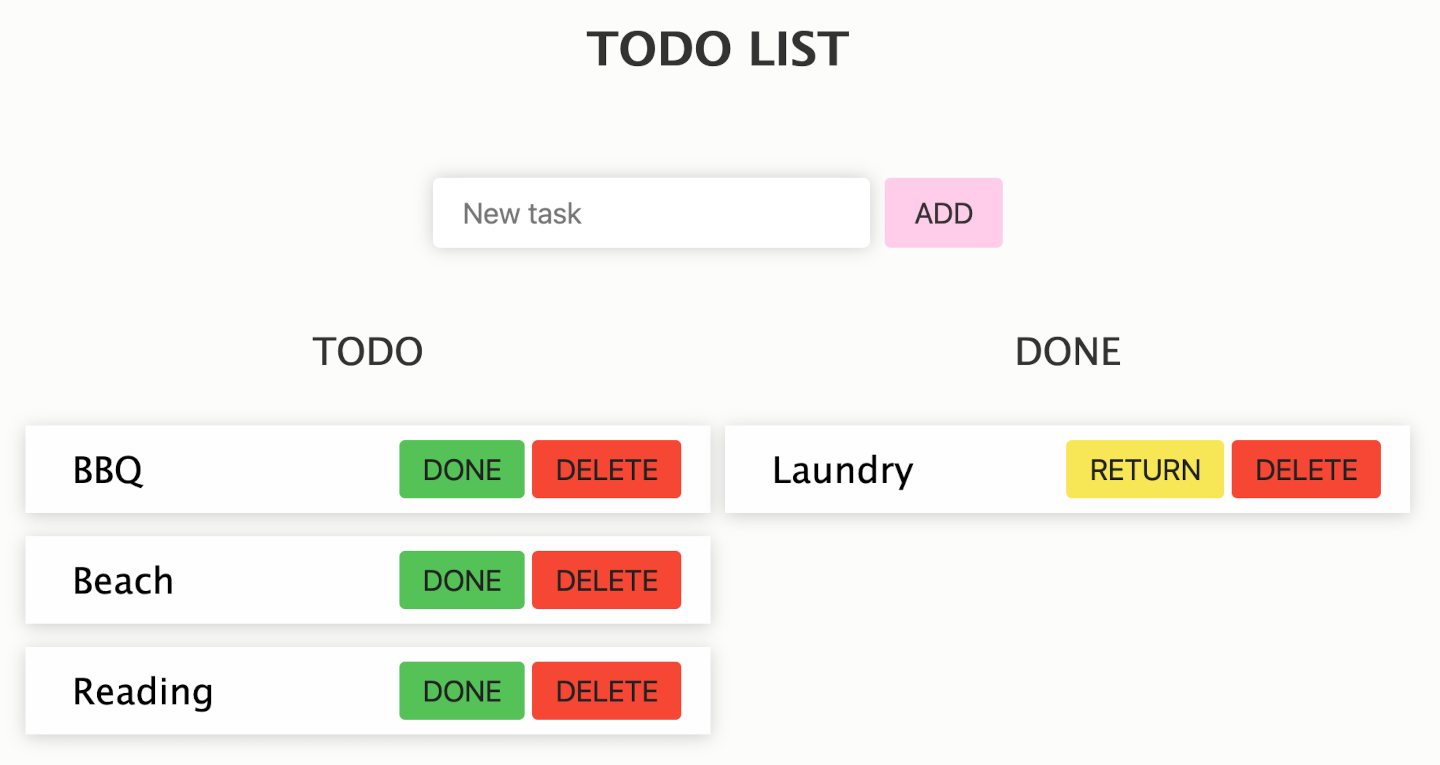 TODO LIST
New task
ADD
TODO
BBQ DONE DELETE
Beach DONE DELETE
Reading DONE DELETE
DONE
Laundry RETURN DELETE